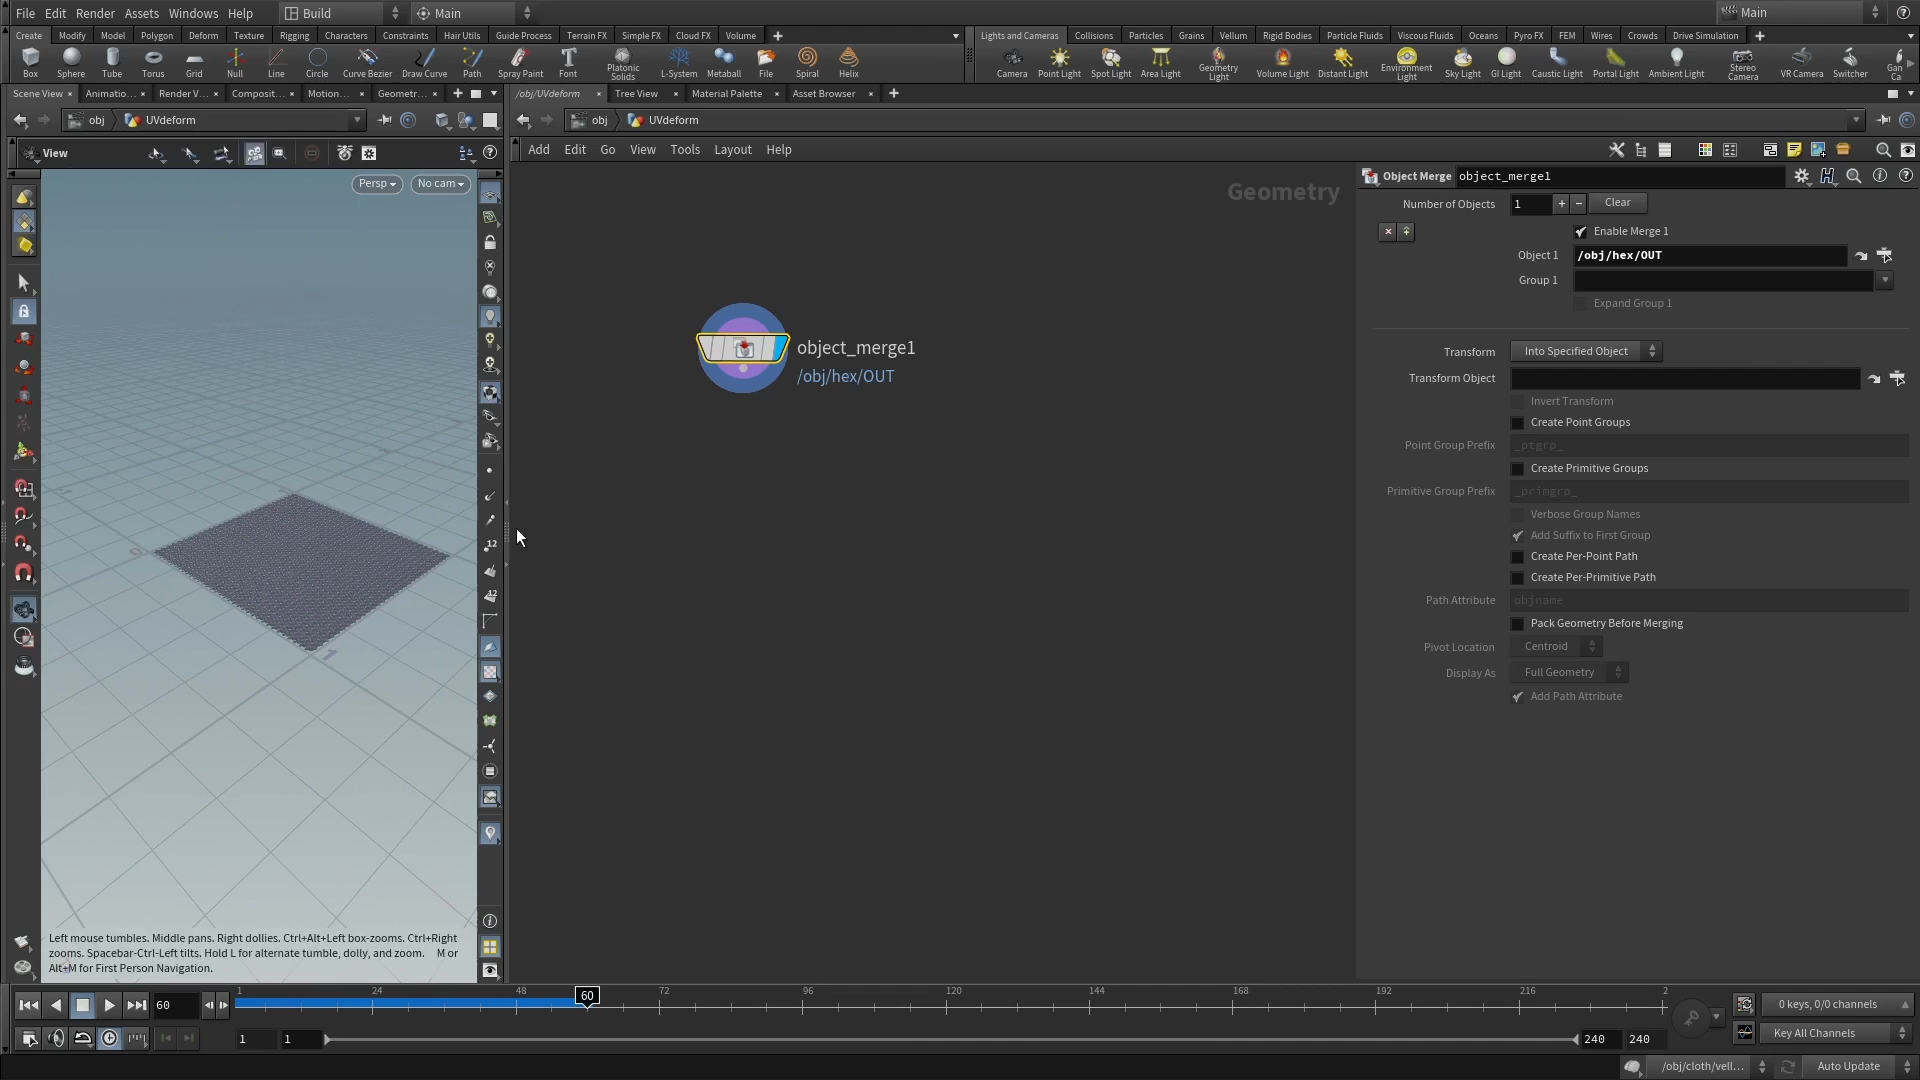 File Edit Render Assets Windows Help Build Main Main
Create Modify Model Polygon Deform Texture Rigging Characters Constraints Hair Utils Guide Process Terrain FX Simple FX Cloud FX Volume
Lights and Cameras Collisions Particles Grains Vellum Rigid Bodies Particle Fluids Viscous Fluids Oceans Pyro FX FEM Wires Crowds Drive Simulation
Box Sphere Tube Torus Grid Null Line Circle Curve Bezier Draw Curve Path Spray Paint Font Platonic Solids L-System Metaball File Spiral Helix
Camera Point Light Spot Light Area Light Geometry Light Volume Light Distant Light Environment Light Sky Light GI Light Caustic Light Portal Light Ambient Light Stereo Camera VR Camera Switcher Gan Ca
Scene View Animatio... Render V... Composit... Motion... Geometr...
/obj/UVdeform Tree View Material Palette Asset Browser
obj UVdeform
obj UVdeform
View
Add Edit Go View Tools Layout Help
Persp No cam
Geometry
object_merge1
/obj/hex/OUT
Object Merge object_merge1
Number of Objects 1 + − Clear
Enable Merge 1
Object 1 /obj/hex/OUT
Group 1
Expand Group 1
Transform Into Specified Object
Transform Object
Invert Transform
Create Point Groups
Point Group Prefix _ptgrp_
Create Primitive Groups
Primitive Group Prefix _primgrp_
Verbose Group Names
Add Suffix to First Group
Create Per-Point Path
Create Per-Primitive Path
Path Attribute objname
Pack Geometry Before Merging
Pivot Location Centroid
Display As Full Geometry
Add Path Attribute
12
12
Left mouse tumbles. Middle pans. Right dollies. Ctrl+Alt+Left box-zooms. Ctrl+Right
zooms. Spacebar-Ctrl-Left tilts. Hold L for alternate tumble, dolly, and zoom. M or
Alt+M for First Person Navigation.
60 1 24 48 60 72 96 120 144 168 192 216 2
0 keys, 0/0 channels
1 1 240 240
Key All Channels
/obj/cloth/vell... Auto Update